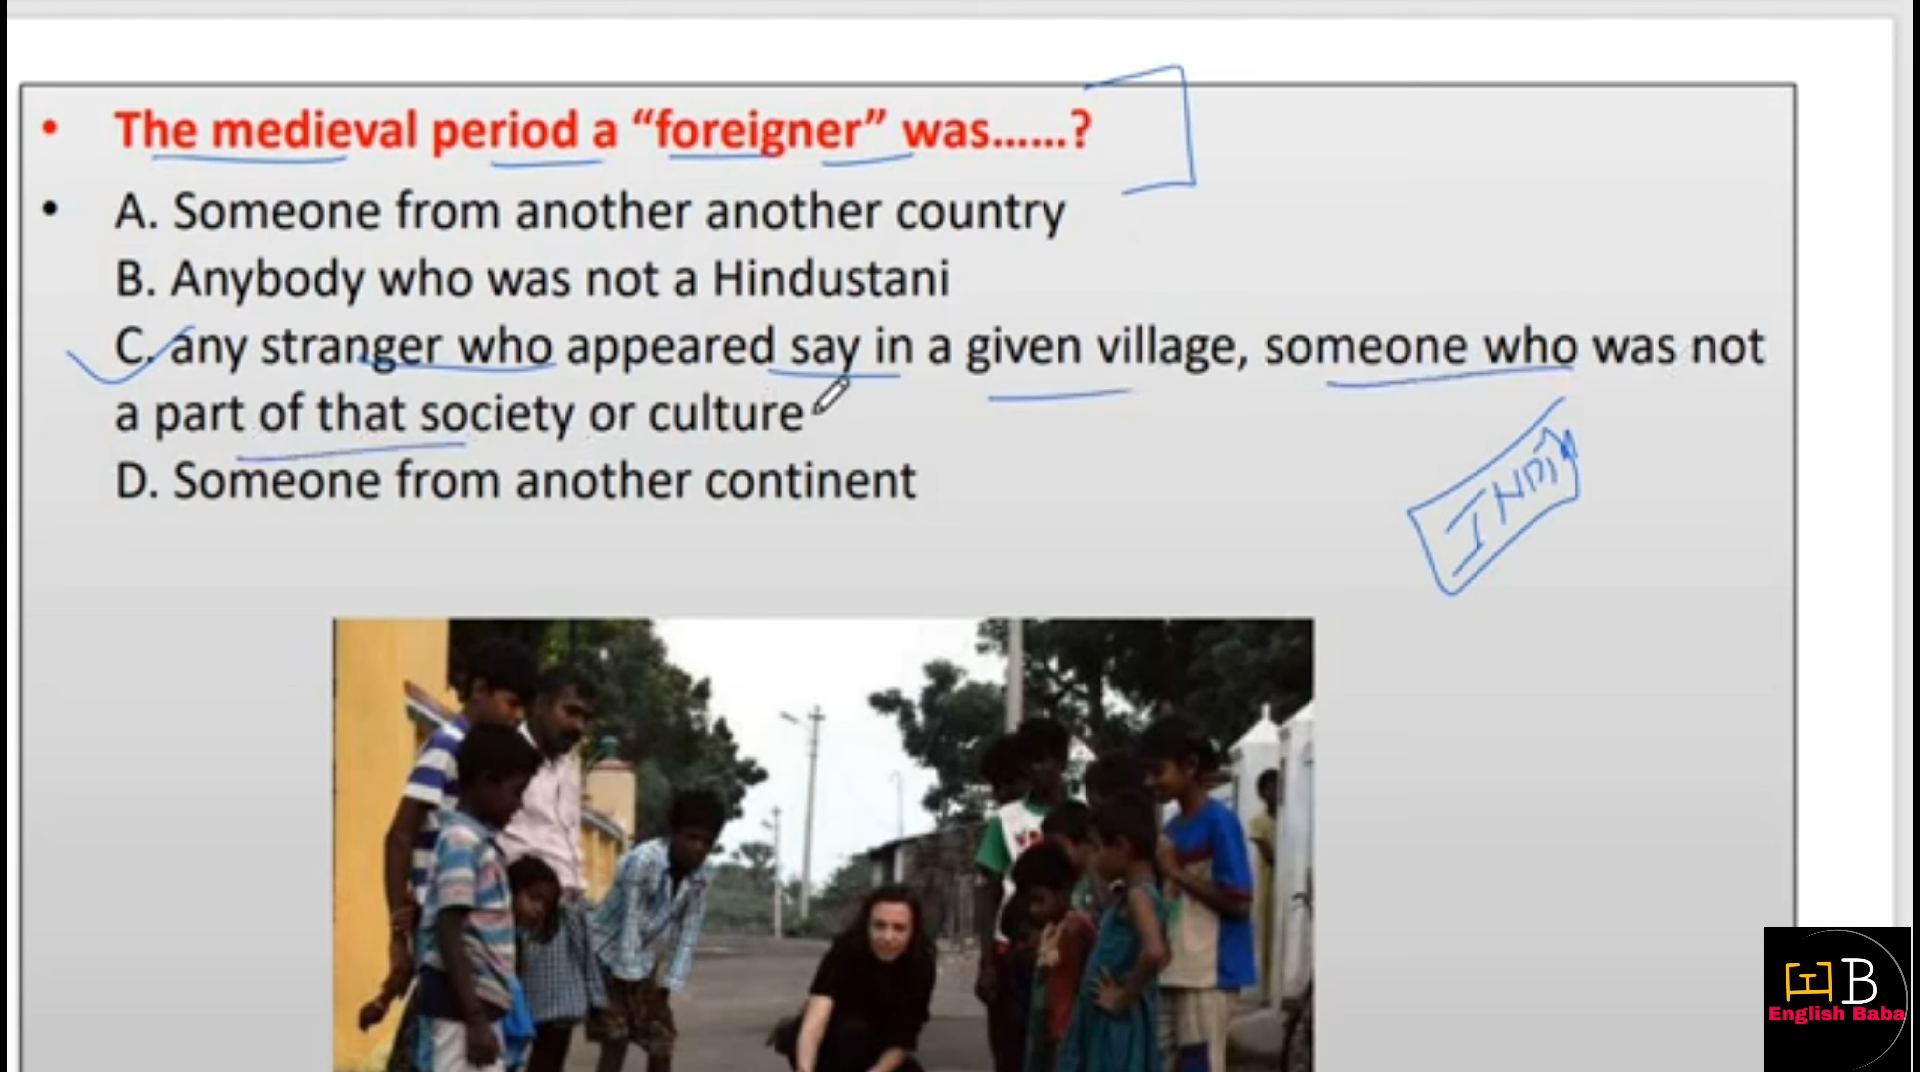 • The medieval period a “foreigner” was......?
• A. Someone from another another country
B. Anybody who was not a Hindustani
C. any stranger who appeared say in a given village, someone who was not
a part of that society or culture
D. Someone from another continent
INDIA
B
English Baba